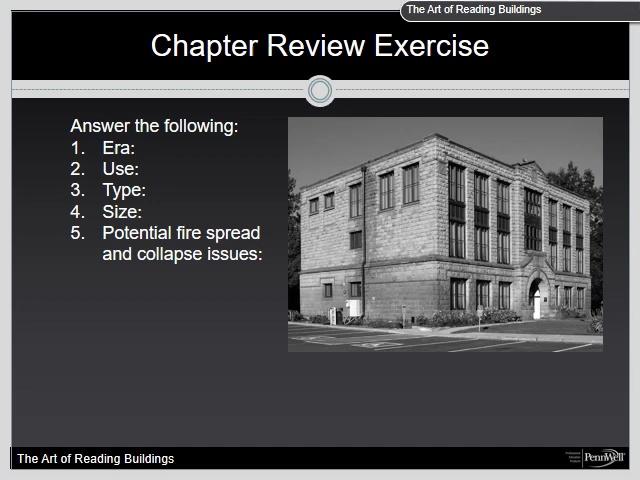 The Art of Reading Buildings
Chapter Review Exercise
Answer the following:
1. Era:
2. Use:
3. Type:
4. Size:
5. Potential fire spread
and collapse issues:
The Art of Reading Buildings
PennWell